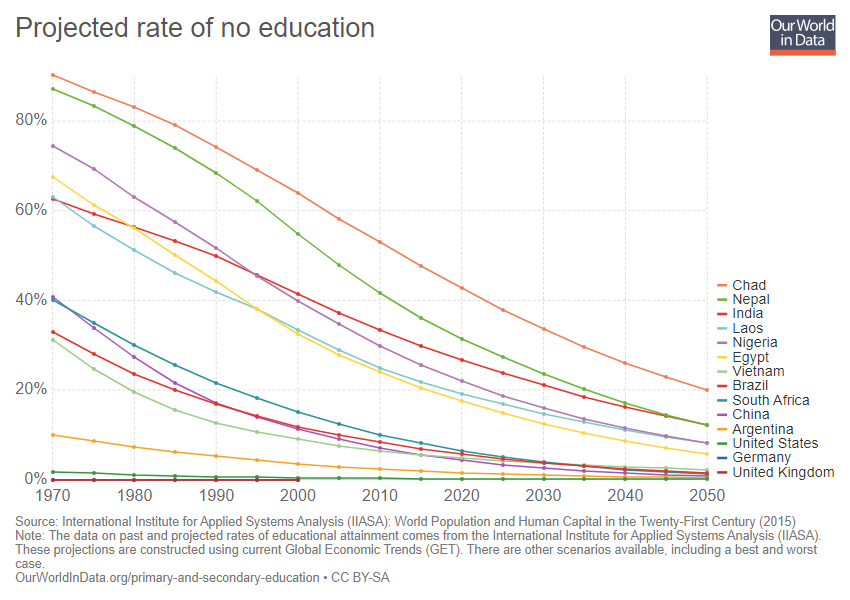 Projected rate of no education
Our World
in Data
80%
60%
40%
20%
0%
1970 1980 1990 2000 2010 2020 2030 2040 2050
Chad
Nepal
India
Laos
Nigeria
Egypt
Vietnam
Brazil
South Africa
China
Argentina
United States
Germany
United Kingdom
Source: International Institute for Applied Systems Analysis (IIASA): World Population and Human Capital in the Twenty-First Century (2015)
Note: The data on past and projected rates of educational attainment comes from the International Institute for Applied Systems Analysis (IIASA).
These projections are constructed using current Global Economic Trends (GET). There are other scenarios available, including a best and worst
case.
OurWorldInData.org/primary-and-secondary-education • CC BY-SA